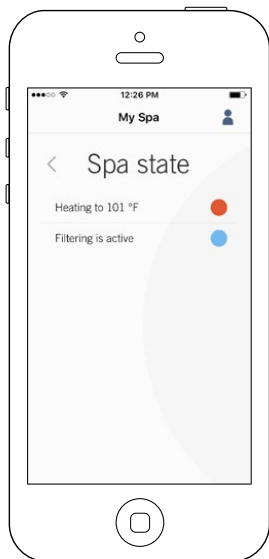 12:26 PM
My Spa
Spa state
Heating to 101 °F
Filtering is active